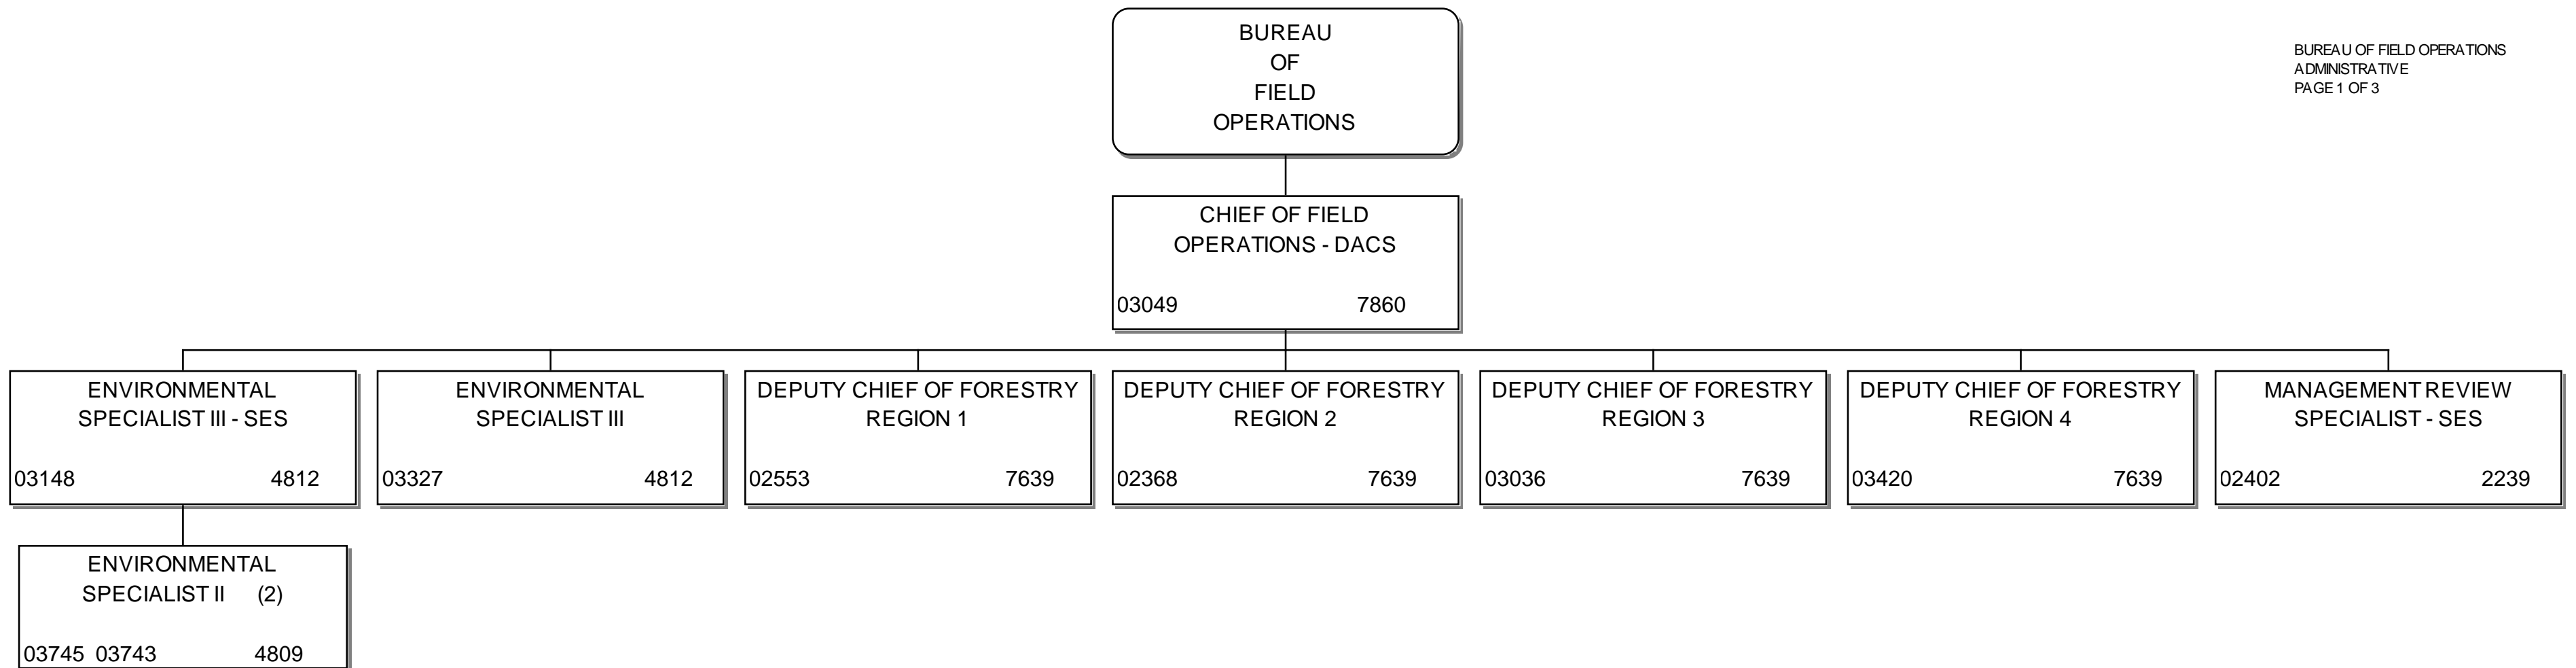 BUREAU
OF
FIELD
OPERATIONS
BUREAU OF FIELD OPERATIONS
ADMINISTRATIVE
PAGE 1 OF 3
CHIEF OF FIELD
OPERATIONS - DACS
03049 7860
ENVIRONMENTAL
SPECIALIST III - SES
03148 4812
ENVIRONMENTAL
SPECIALIST III
03327 4812
DEPUTY CHIEF OF FORESTRY
REGION 1
02553 7639
DEPUTY CHIEF OF FORESTRY
REGION 2
02368 7639
DEPUTY CHIEF OF FORESTRY
REGION 3
03036 7639
DEPUTY CHIEF OF FORESTRY
REGION 4
03420 7639
MANAGEMENT REVIEW
SPECIALIST - SES
02402 2239
ENVIRONMENTAL
SPECIALIST II (2)
03745 03743 4809